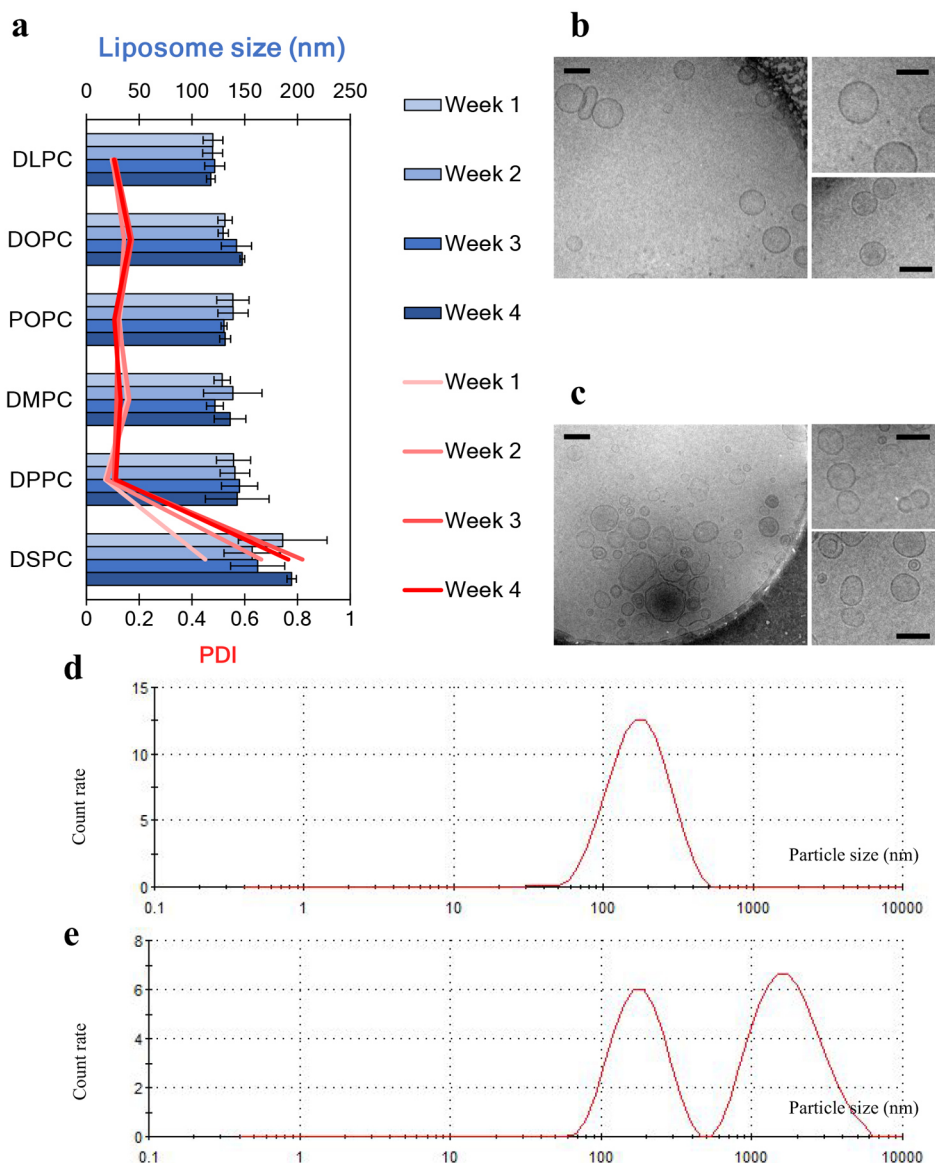 a
Liposome size (nm)
0 50 100 150 200 250
DLPC
DOPC
POPC
DMPC
DPPC
DSPC
0 0.2 0.4 0.6 0.8 1
PDI
Week 1
Week 2
Week 3
Week 4
Week 1
Week 2
Week 3
Week 4
b
c
d
15
10
5
0
Count rate
Particle size (nm)
0.1 1 10 100 1000 10000
e
8
6
4
2
0
Count rate
Particle size (nm)
0.1 1 10 100 1000 10000